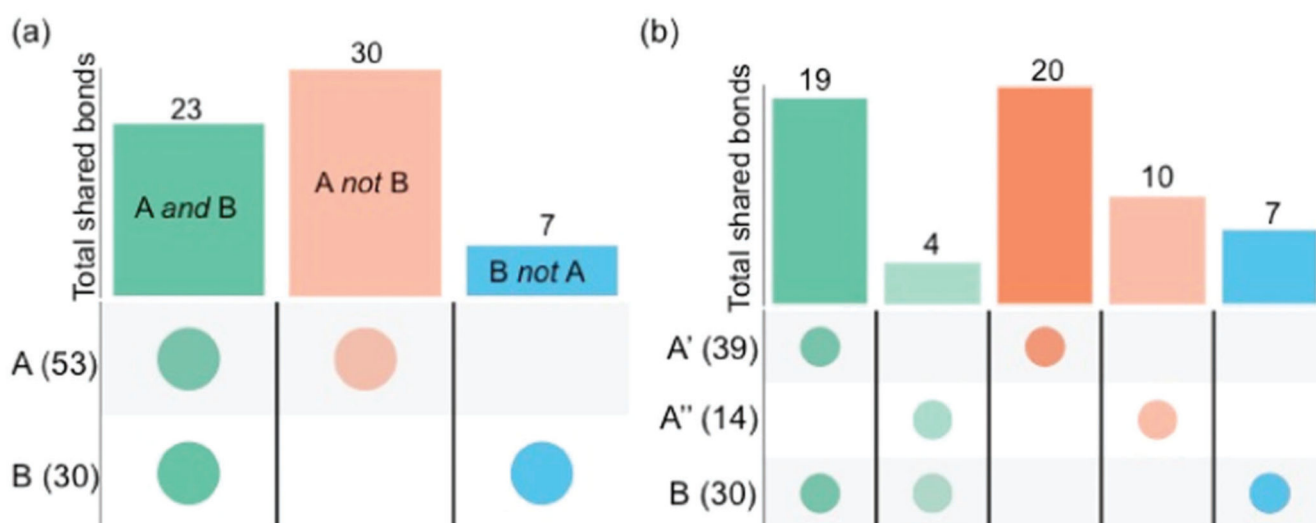 (a)
Total shared bonds
23
A and B
30
A not B
7
B not A
A (53)
B (30)
(b)
Total shared bonds
19
4
20
10
7
A' (39)
A'' (14)
B (30)